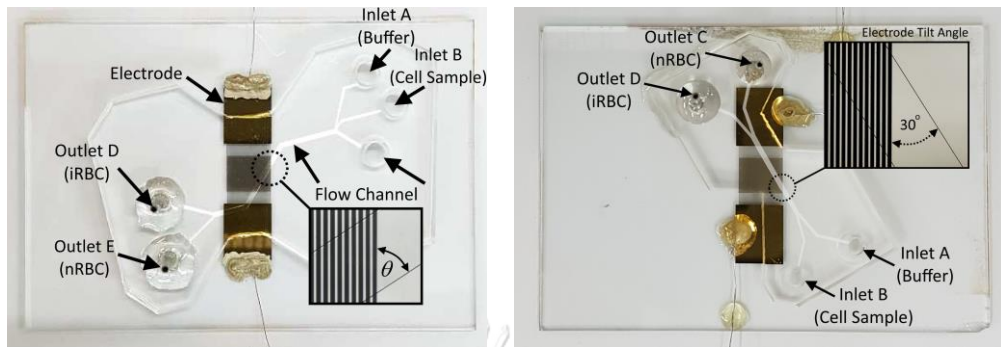 Inlet A
(Buffer)
Inlet B
(Cell Sample)
Electrode
Outlet D
(iRBC)
Flow Channel
Outlet E
(nRBC)
θ
Outlet C
(nRBC)
Electrode Tilt Angle
Outlet D
(iRBC)
30°
Inlet A
(Buffer)
Inlet B
(Cell Sample)